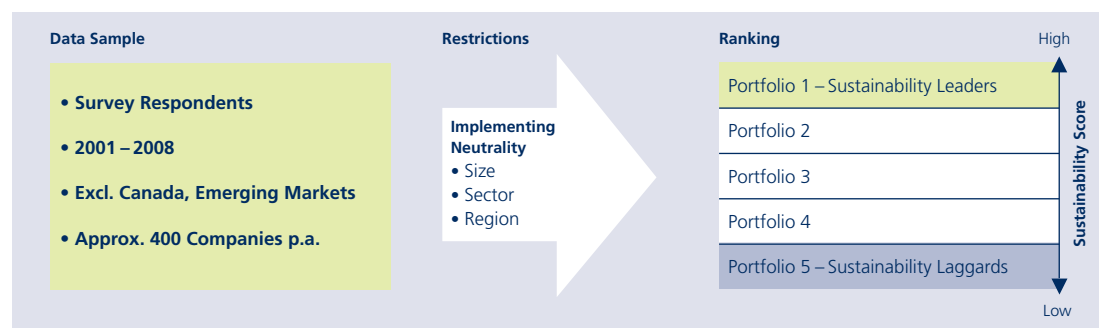 Data Sample
• Survey Respondents
• 2001 – 2008
• Excl. Canada, Emerging Markets
• Approx. 400 Companies p.a.
Restrictions
Implementing
Neutrality
• Size
• Sector
• Region
Ranking
High
Portfolio 1 – Sustainability Leaders
Portfolio 2
Portfolio 3
Portfolio 4
Portfolio 5 – Sustainability Laggards
Sustainability Score
Low